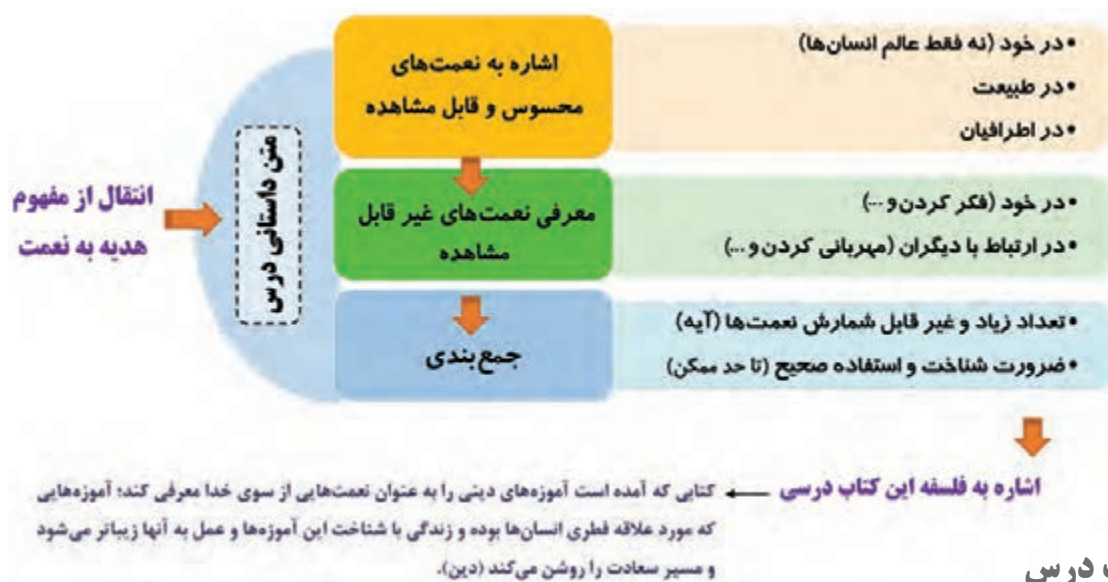 انتقال از مفهوم
هدیه به نعمت
متن داستانی درس
اشاره به نعمت‌های
محسوس و قابل مشاهده
• در خود (نه فقط عالم انسان‌ها)
• در طبیعت
• در اطرافیان
معرفی نعمت‌های غیر قابل
مشاهده
• در خود (فکر کردن و ...)
• در ارتباط با دیگران (مهربانی کردن و ...)
جمع‌بندی
• تعداد زیاد و غیر قابل شمارش نعمت‌ها (آیه)
• ضرورت شناخت و استفاده صحیح (تا حد ممکن)
اشاره به فلسفه این کتاب درسی ← کتابی که آمده است آموزه‌های دینی را به عنوان نعمت‌هایی از سوی خدا معرفی کند؛ آموزه‌هایی
که مورد علاقه فطری انسان‌ها بوده و زندگی با شناخت این آموزه‌ها و عمل به آنها زیباتر می‌شود
و مسیر سعادت را روشن می‌کند (دین).
درس